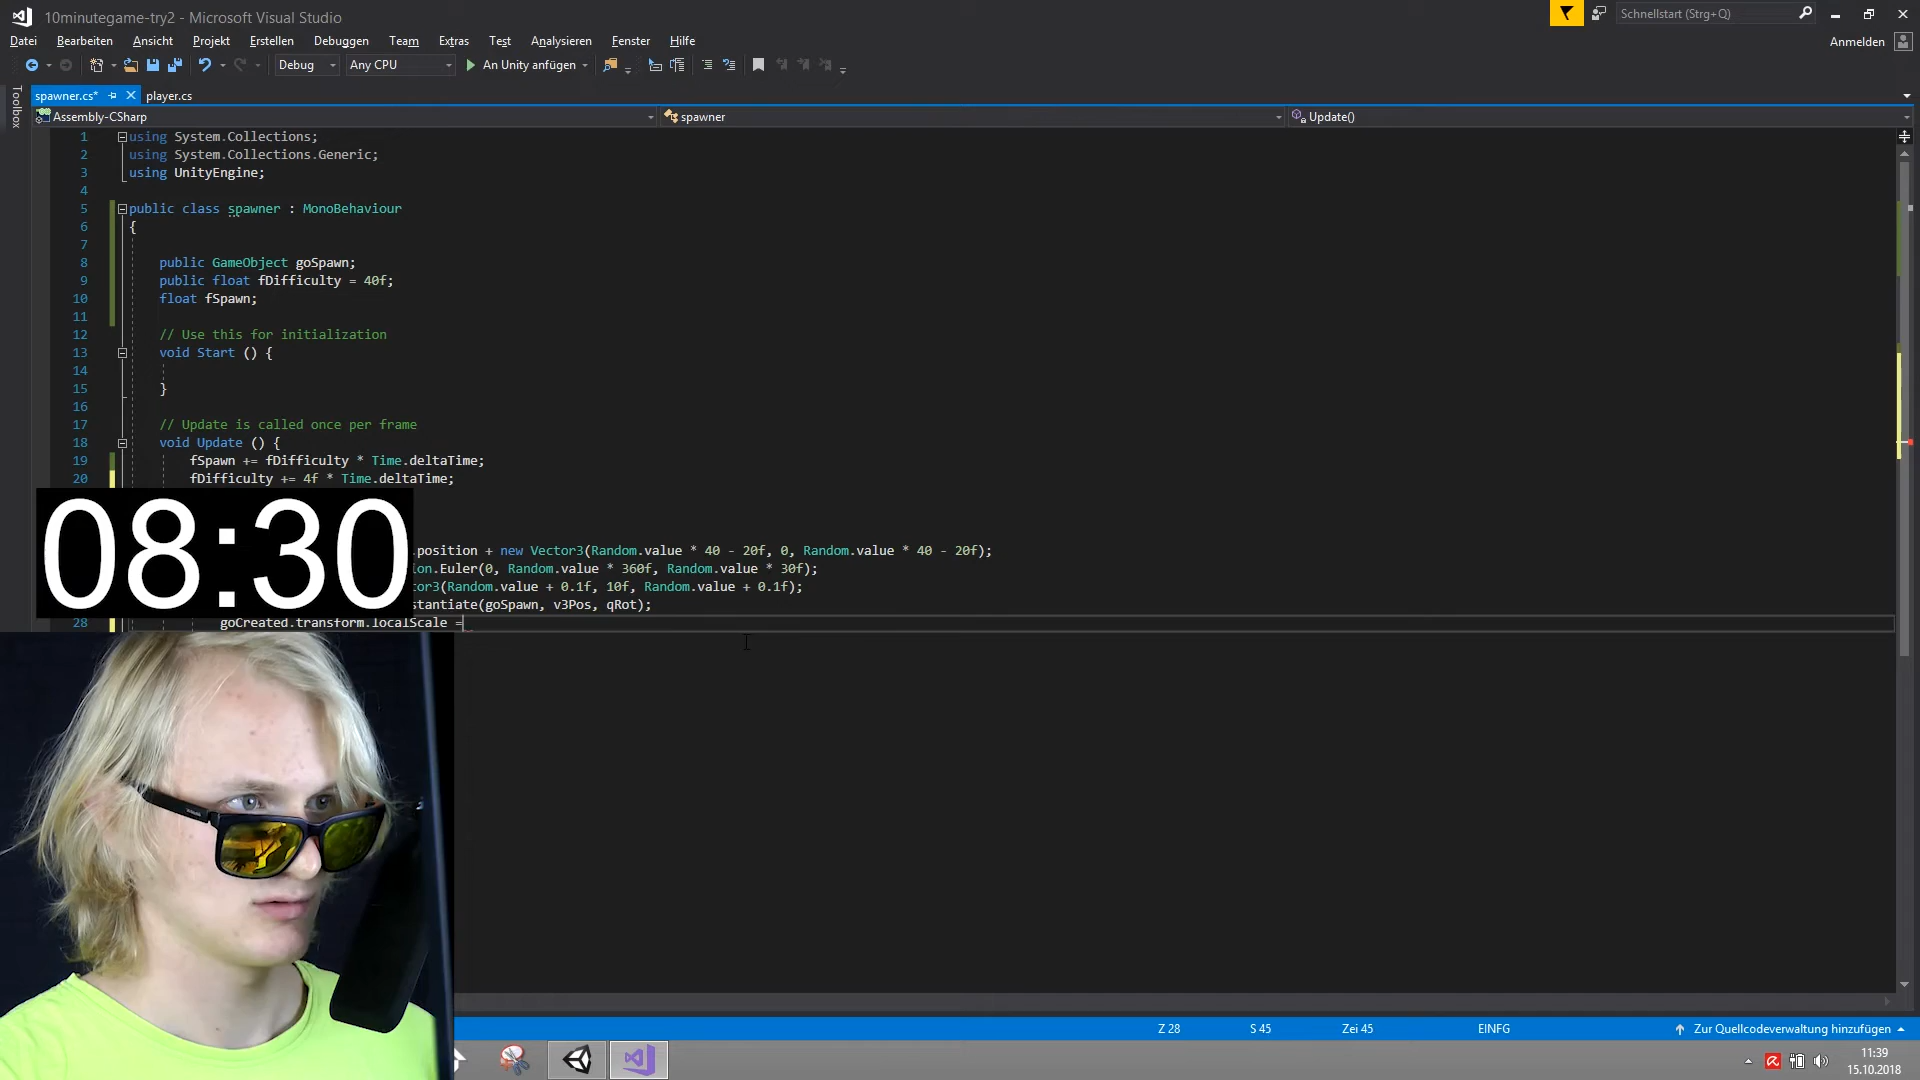 10minutegame-try2 - Microsoft Visual Studio
Schnellstart (Strg+Q)
Datei Bearbeiten Ansicht Projekt Erstellen Debuggen Team Extras Test Analysieren Fenster Hilfe
Anmelden
Debug Any CPU An Unity anfügen
Toolbox
spawner.cs* player.cs
Assembly-CSharp spawner Update()
1 using System.Collections;
2 using System.Collections.Generic;
3 using UnityEngine;
4
5 public class spawner : MonoBehaviour
6 {
7
8 public GameObject goSpawn;
9 public float fDifficulty = 40f;
10 float fSpawn;
11
12 // Use this for initialization
13 void Start () {
14
15 }
16
17 // Update is called once per frame
18 void Update () {
19 fSpawn += fDifficulty * Time.deltaTime;
20 fDifficulty += 4f * Time.deltaTime;
08:30
.position + new Vector3(Random.value * 40 - 20f, 0, Random.value * 40 - 20f);
ion.Euler(0, Random.value * 360f, Random.value * 30f);
tor3(Random.value + 0.1f, 10f, Random.value + 0.1f);
stantiate(goSpawn, v3Pos, qRot);
28 goCreated.transform.localScale =
Z 28 S 45 Zei 45 EINFG Zur Quellcodeverwaltung hinzufügen
11:39
15.10.2018